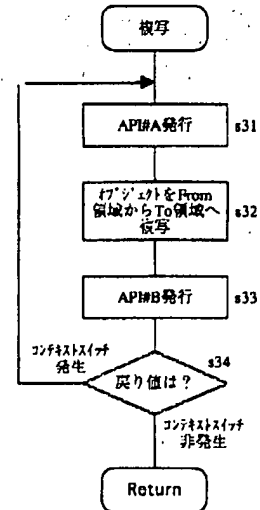 複写
API#A発行
s31
ｵﾌﾞｼﾞｪｸﾄをFrom
領域からTo領域へ
複写
s32
API#B発行
s33
戻り値は？
s34
ｺﾝﾃｷｽﾄｽｲｯﾁ
発生
ｺﾝﾃｷｽﾄｽｲｯﾁ
非発生
Return